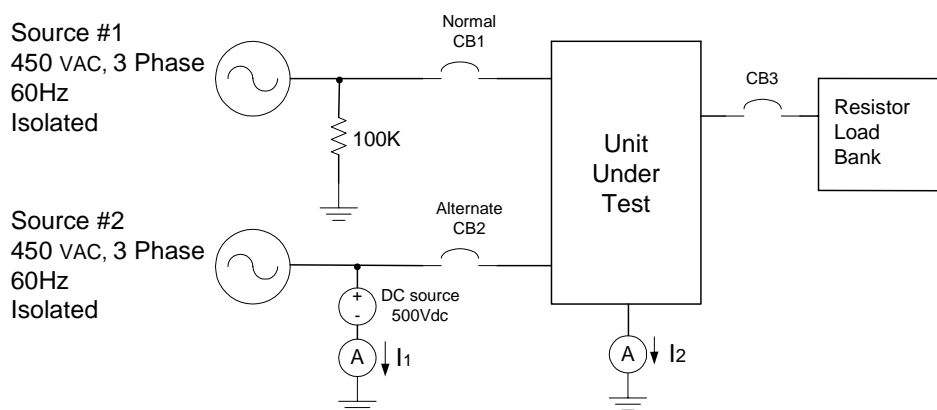 Source #1
450 VAC, 3 Phase
60Hz
Isolated
Normal
CB1
100K
Unit
Under
Test
CB3
Resistor
Load
Bank
Source #2
450 VAC, 3 Phase
60Hz
Isolated
Alternate
CB2
+
-
DC source
500Vdc
A
I1
A
I2